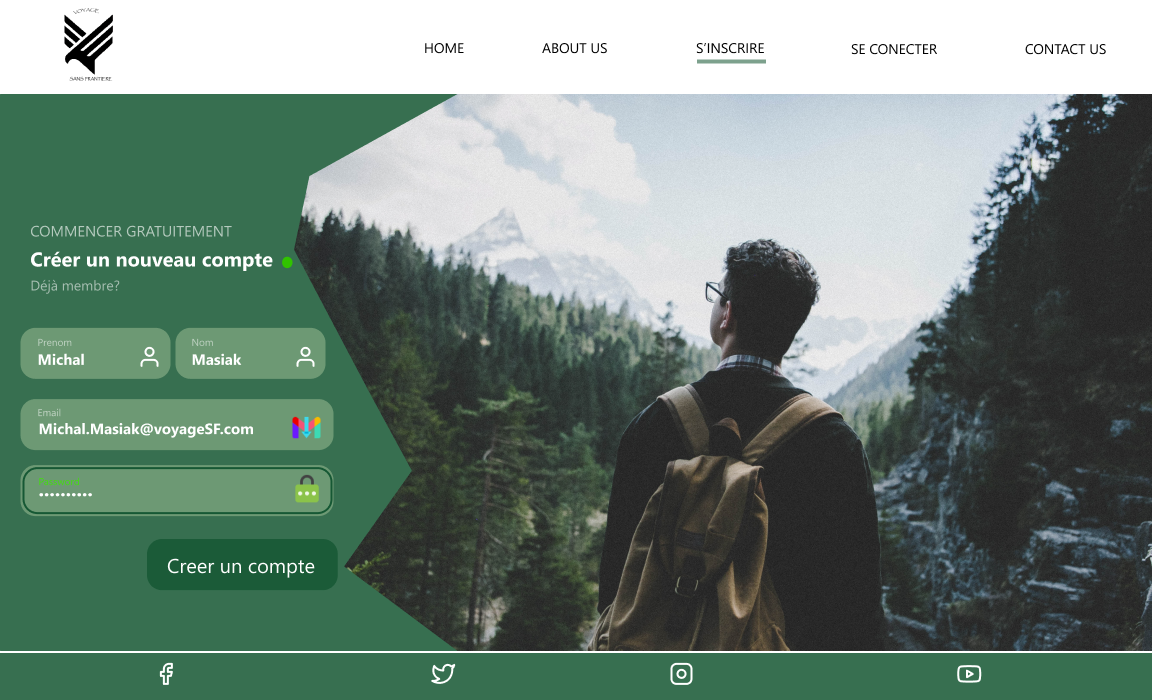 VOYAGE
SANS FRANTIERE
HOME
ABOUT US
S'INSCRIRE
SE CONECTER
CONTACT US
COMMENCER GRATUITEMENT
Créer un nouveau compte
Déjà membre?
Prenom
Michal
Nom
Masiak
Email
Michal.Masiak@voyageSF.com
Password
••••••••••
Creer un compte